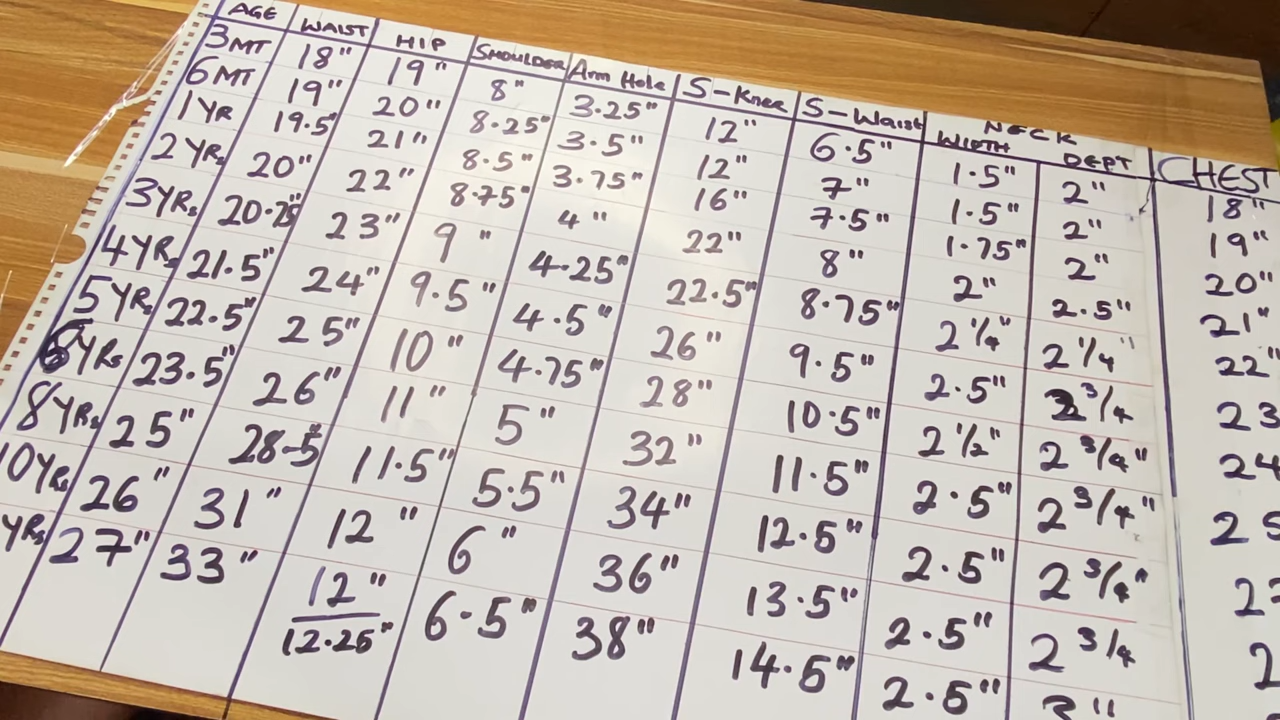 AGE WAIST HIP SHOULDER Arm Hole S-Knee S-Waist NECK CHEST
WIDTH DEPT
3MT 18" 19" 8" 3.25" 12" 6.5" 1.5" 2" 18"
6MT 19" 20" 8.25" 3.5" 12" 7" 1.5" 2" 19"
1YR 19.5" 21" 8.5" 3.75" 16" 7.5" 1.75" 2" 20"
2YRs 20" 22" 8.75" 4" 22" 8" 2" 2.5" 21"
3YRs 20.75" 23" 9" 4.25" 22.5" 8.75" 2 1/4" 2 1/4" 22"
4YRs 21.5" 24" 9.5" 4.5" 26" 9.5" 2.5" 2 3/4 23
5YRs 22.5" 25" 10" 4.75" 28" 10.5" 2 1/2" 2 3/4" 24
6YRs 23.5" 26" 11" 5" 32" 11.5" 2.5" 2 3/4" 25
8YRs 25" 28.5" 11.5" 5.5" 34" 12.5" 2.5" 2 3/4"
10YRs 26" 31" 12" 6" 36" 13.5" 2.5" 2 3/4 2
YRs 27" 33" 12" 6.5" 38" 14.5" 2.5" 3"
12.25"